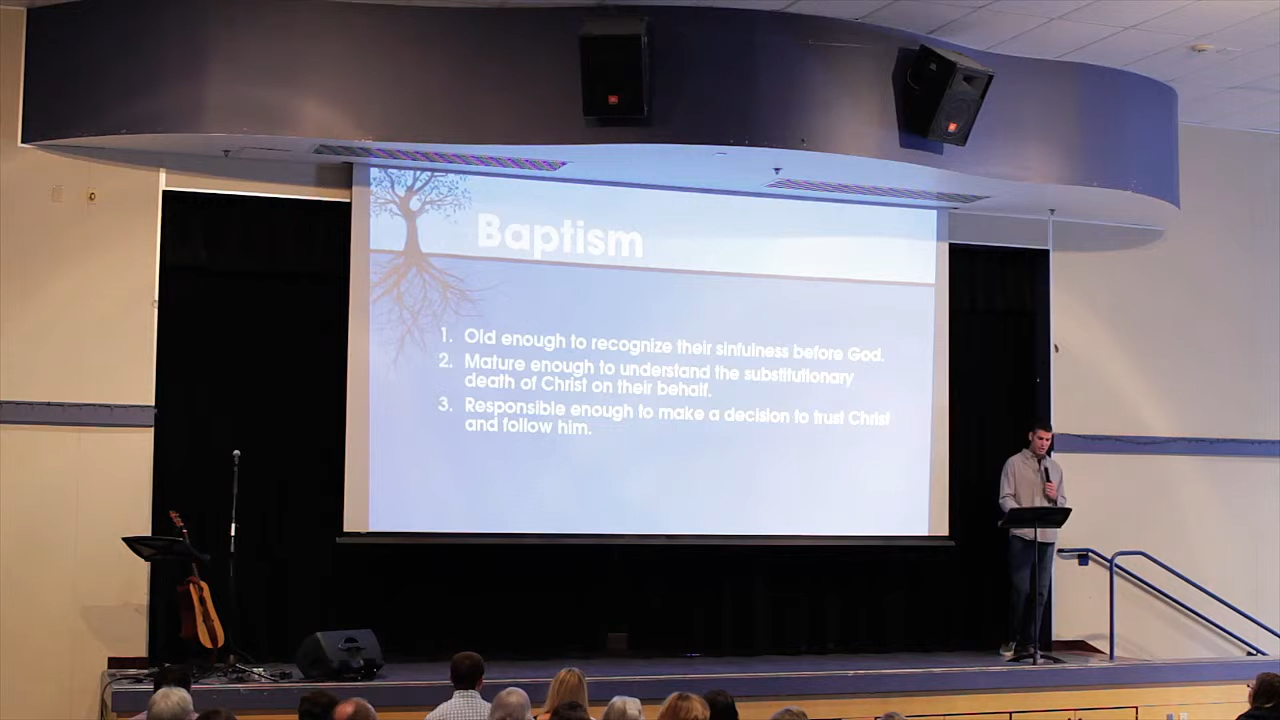 Baptism
1. Old enough to recognize their sinfulness before God.
2. Mature enough to understand the substitutionary
death of Christ on their behalf.
3. Responsible enough to make a decision to trust Christ
and follow him.